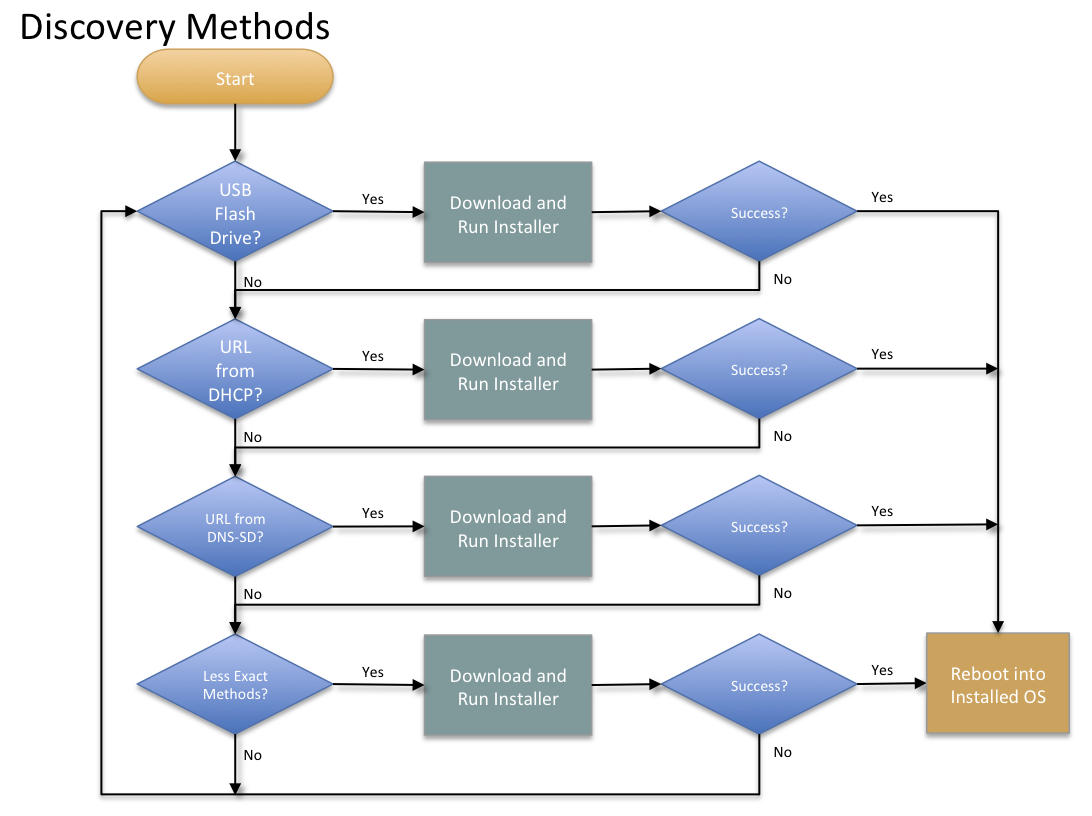 Discovery Methods
Start
USB
Flash
Drive?
Yes
Download and
Run Installer
Success?
Yes
No
No
URL
from
DHCP?
Yes
Download and
Run Installer
Success?
Yes
No
No
URL from
DNS-SD?
Yes
Download and
Run Installer
Success?
Yes
No
No
Less Exact
Methods?
Yes
Download and
Run Installer
Success?
Yes
Reboot into
Installed OS
No
No